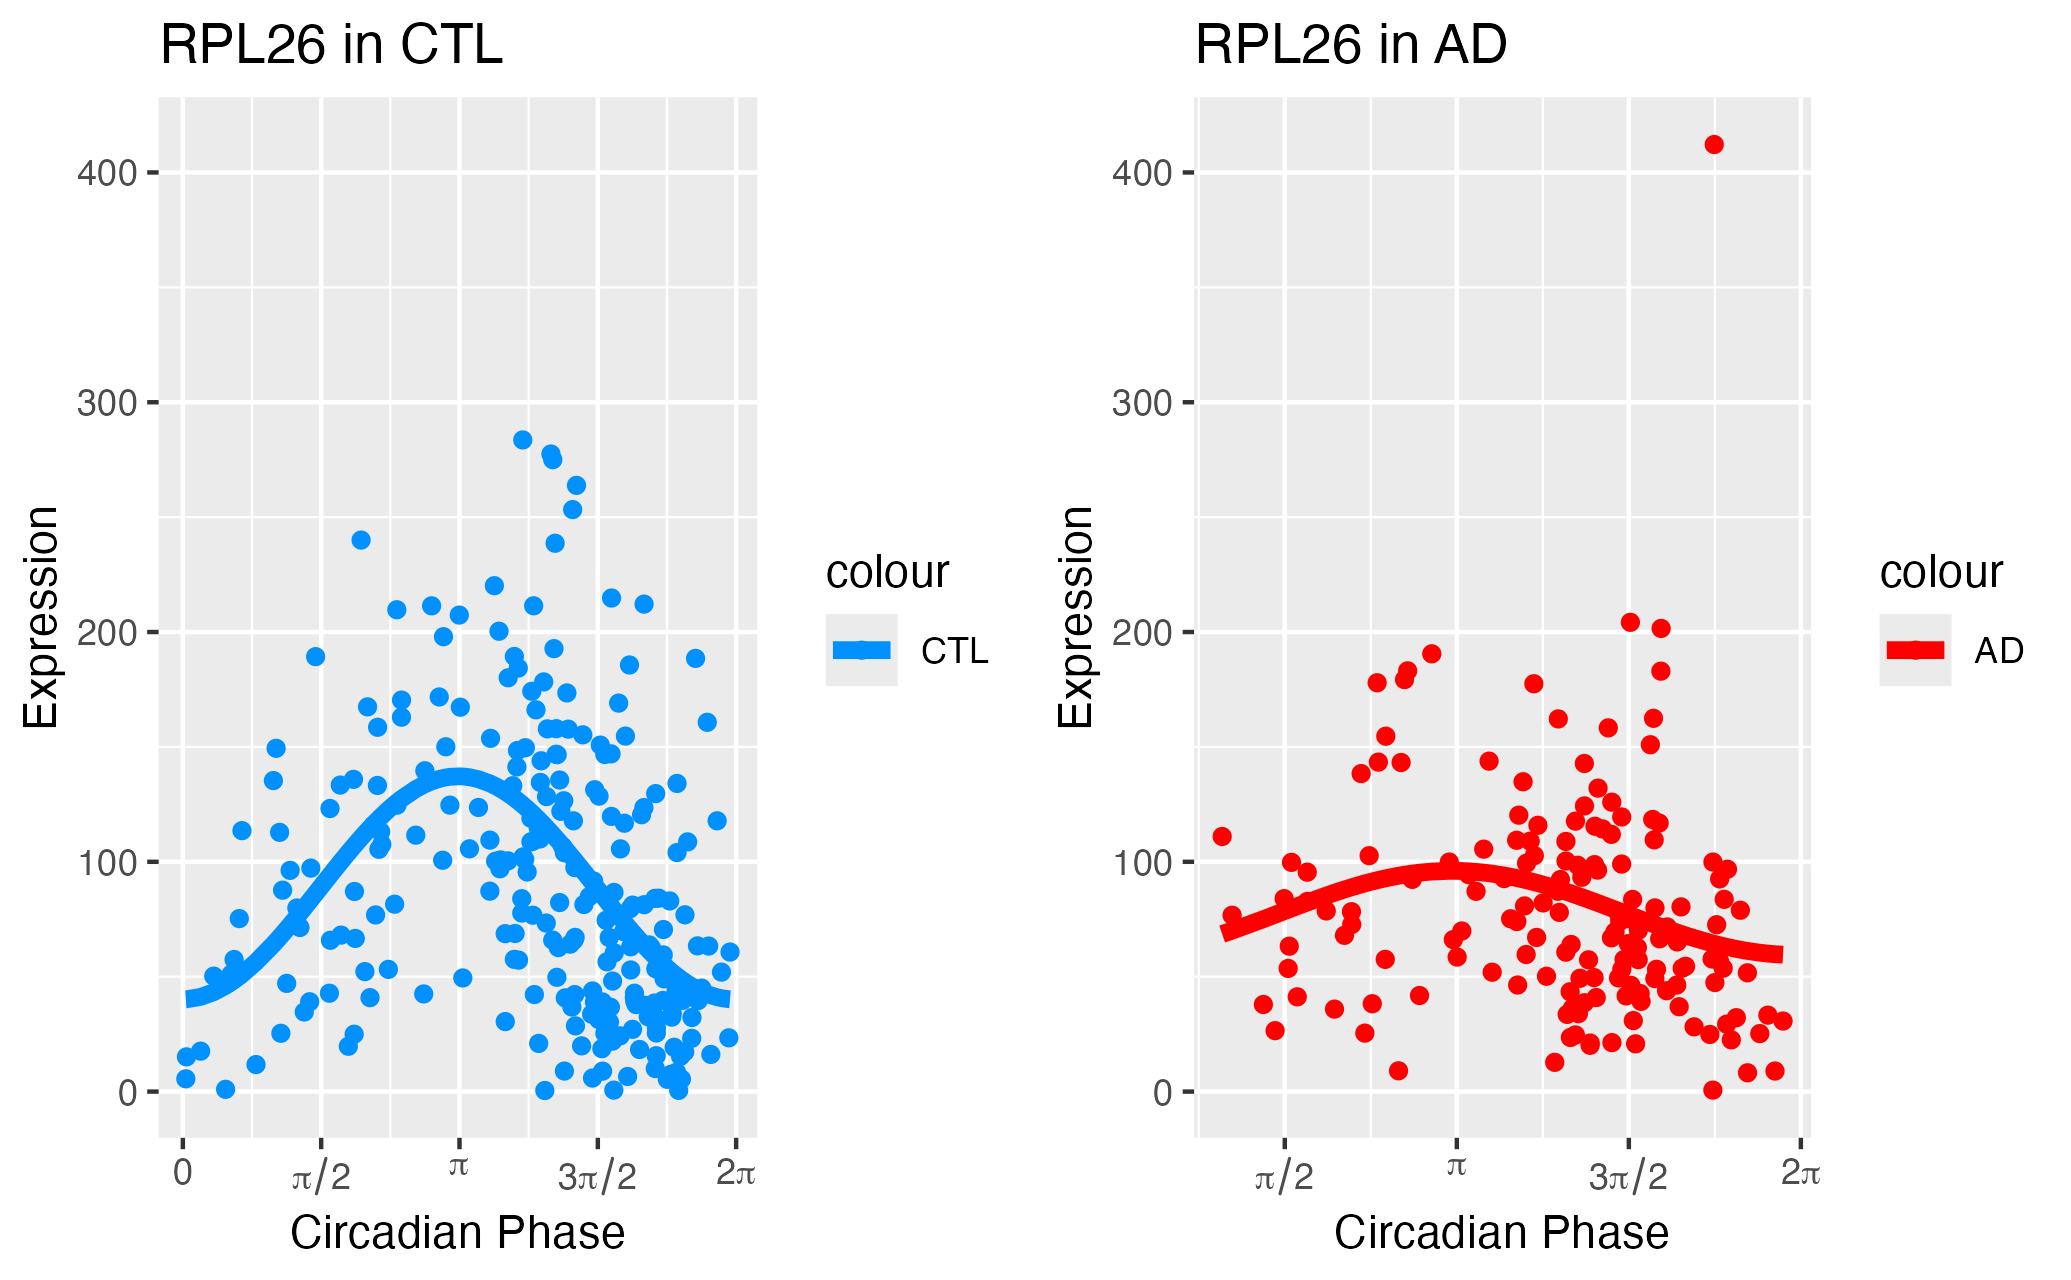 RPL26 in CTL
400
300
200
100
0
Expression
0 π/2 π 3π/2 2π
Circadian Phase
colour
CTL
RPL26 in AD
400
300
200
100
0
Expression
π/2 π 3π/2 2π
Circadian Phase
colour
AD